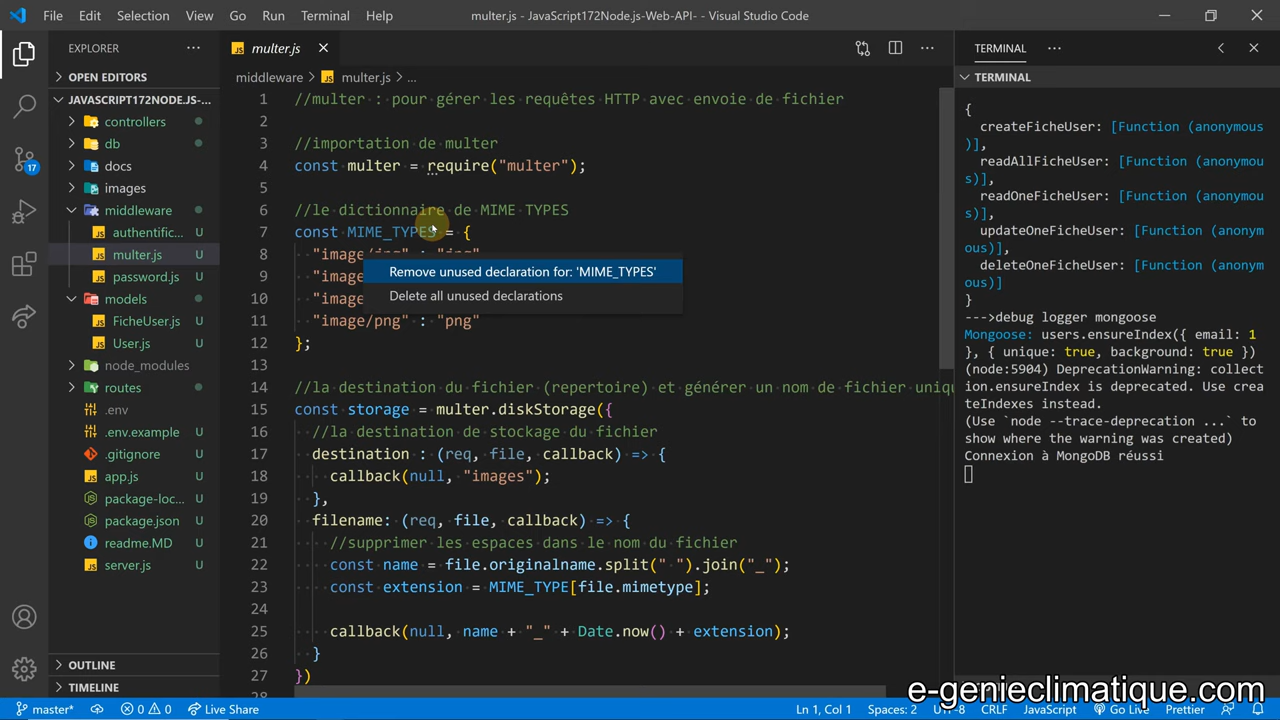 File Edit Selection View Go Run Terminal Help
multer.js - JavaScript172Node.js-Web-API- - Visual Studio Code
EXPLORER
OPEN EDITORS
JAVASCRIPT172NODE.JS-...
controllers
db
docs
images
middleware
authentific... U
multer.js U
password.js U
models
FicheUser.js U
User.js U
node_modules
routes
.env
.env.example U
.gitignore U
app.js U
package-loc... U
package.json U
readme.MD U
server.js U
OUTLINE
TIMELINE
17
multer.js
middleware > multer.js > ...
1 //multer : pour gérer les requêtes HTTP avec envoie de fichier
2
3 //importation de multer
4 const multer = require("multer");
5
6 //le dictionnaire de MIME TYPES
7 const MIME_TYPES = {
8 "image/
9 "image
10 "image
11 "image/png" : "png"
12 };
13
14 //la destination du fichier (repertoire) et générer un nom de fichier uniq
15 const storage = multer.diskStorage({
16 //la destination de stockage du fichier
17 destination : (req, file, callback) => {
18 callback(null, "images");
19 },
20 filename: (req, file, callback) => {
21 //supprimer les espaces dans le nom du fichier
22 const name = file.originalname.split(" ").join("_");
23 const extension = MIME_TYPE[file.mimetype];
24
25 callback(null, name + "_" + Date.now() + extension);
26 }
27 })
28
Remove unused declaration for: 'MIME_TYPES'
Delete all unused declarations
TERMINAL
TERMINAL
{
createFicheUser: [Function (anonymous
)],
readAllFicheUser: [Function (anonymou
s)],
readOneFicheUser: [Function (anonymou
s)],
updateOneFicheUser: [Function (anonym
ous)],
deleteOneFicheUser: [Function (anonym
ous)]
}
--->debug logger mongoose
Mongoose: users.ensureIndex({ email: 1
}, { unique: true, background: true })
(node:5904) DeprecationWarning: collect
ion.ensureIndex is deprecated. Use crea
teIndexes instead.
(Use `node --trace-deprecation ...` to
show where the warning was created)
Connexion à MongoDB réussi
e-genieclimatique.com
master* 0 0 Live Share
Ln 1, Col 1 Spaces: 2 UTF-8 CRLF JavaScript Go Live Prettier